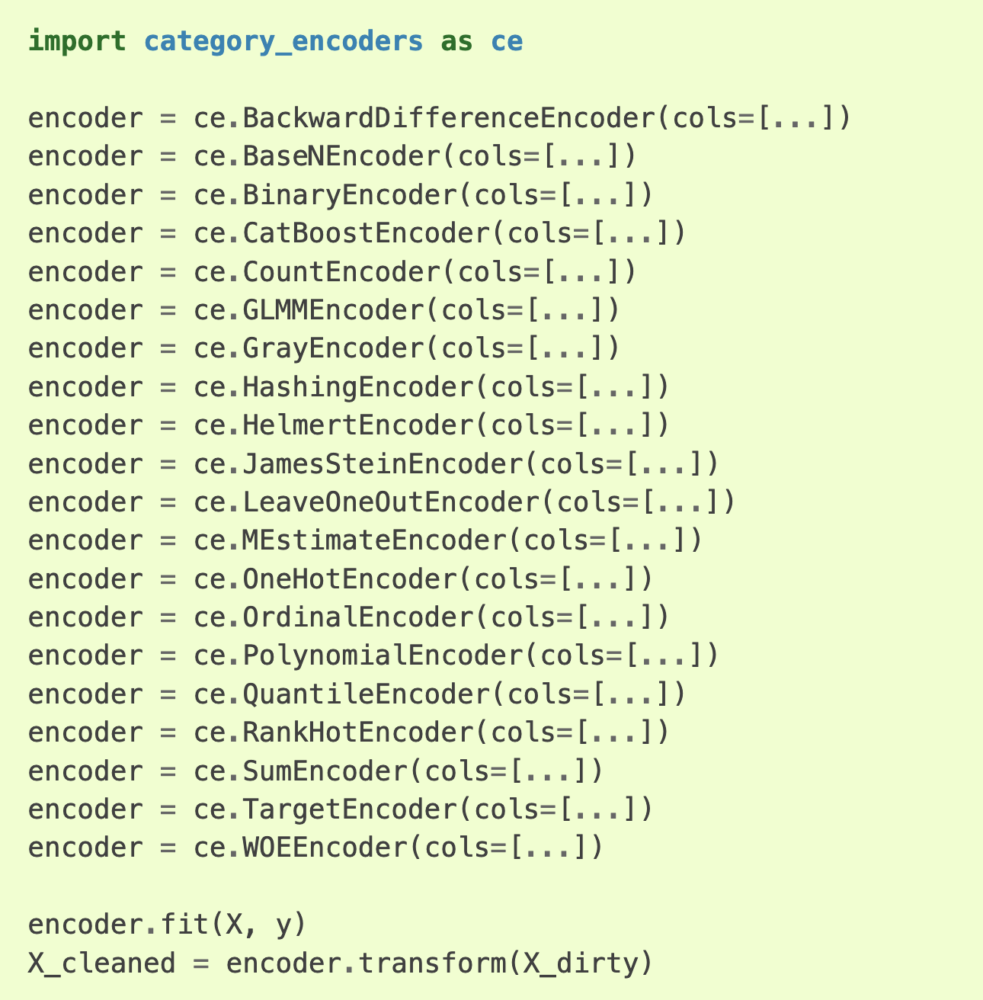 import category_encoders as ce
encoder = ce.BackwardDifferenceEncoder(cols=[...])
encoder = ce.BaseNEncoder(cols=[...])
encoder = ce.BinaryEncoder(cols=[...])
encoder = ce.CatBoostEncoder(cols=[...])
encoder = ce.CountEncoder(cols=[...])
encoder = ce.GLMMEncoder(cols=[...])
encoder = ce.GrayEncoder(cols=[...])
encoder = ce.HashingEncoder(cols=[...])
encoder = ce.HelmertEncoder(cols=[...])
encoder = ce.JamesSteinEncoder(cols=[...])
encoder = ce.LeaveOneOutEncoder(cols=[...])
encoder = ce.MEstimateEncoder(cols=[...])
encoder = ce.OneHotEncoder(cols=[...])
encoder = ce.OrdinalEncoder(cols=[...])
encoder = ce.PolynomialEncoder(cols=[...])
encoder = ce.QuantileEncoder(cols=[...])
encoder = ce.RankHotEncoder(cols=[...])
encoder = ce.SumEncoder(cols=[...])
encoder = ce.TargetEncoder(cols=[...])
encoder = ce.WOEEncoder(cols=[...])
encoder.fit(X, y)
X_cleaned = encoder.transform(X_dirty)